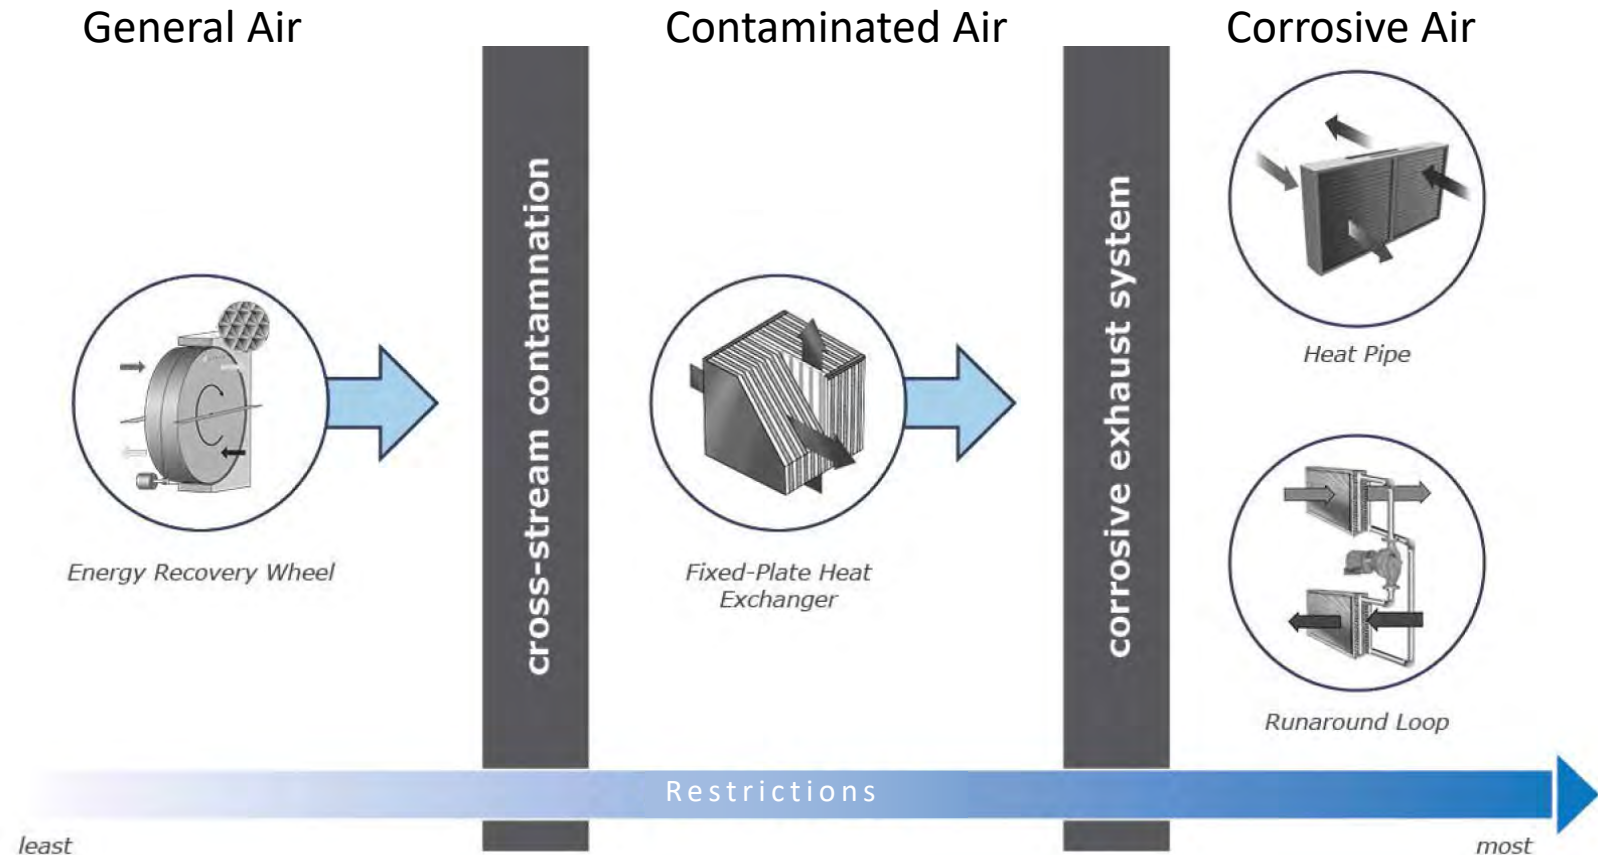 General Air
Contaminated Air
Corrosive Air
cross-stream contamnation
corrosive exhaust system
Heat Pipe
Energy Recovery Wheel
Fixed-Plate Heat
Exchanger
Runaround Loop
Restrictions
least
most